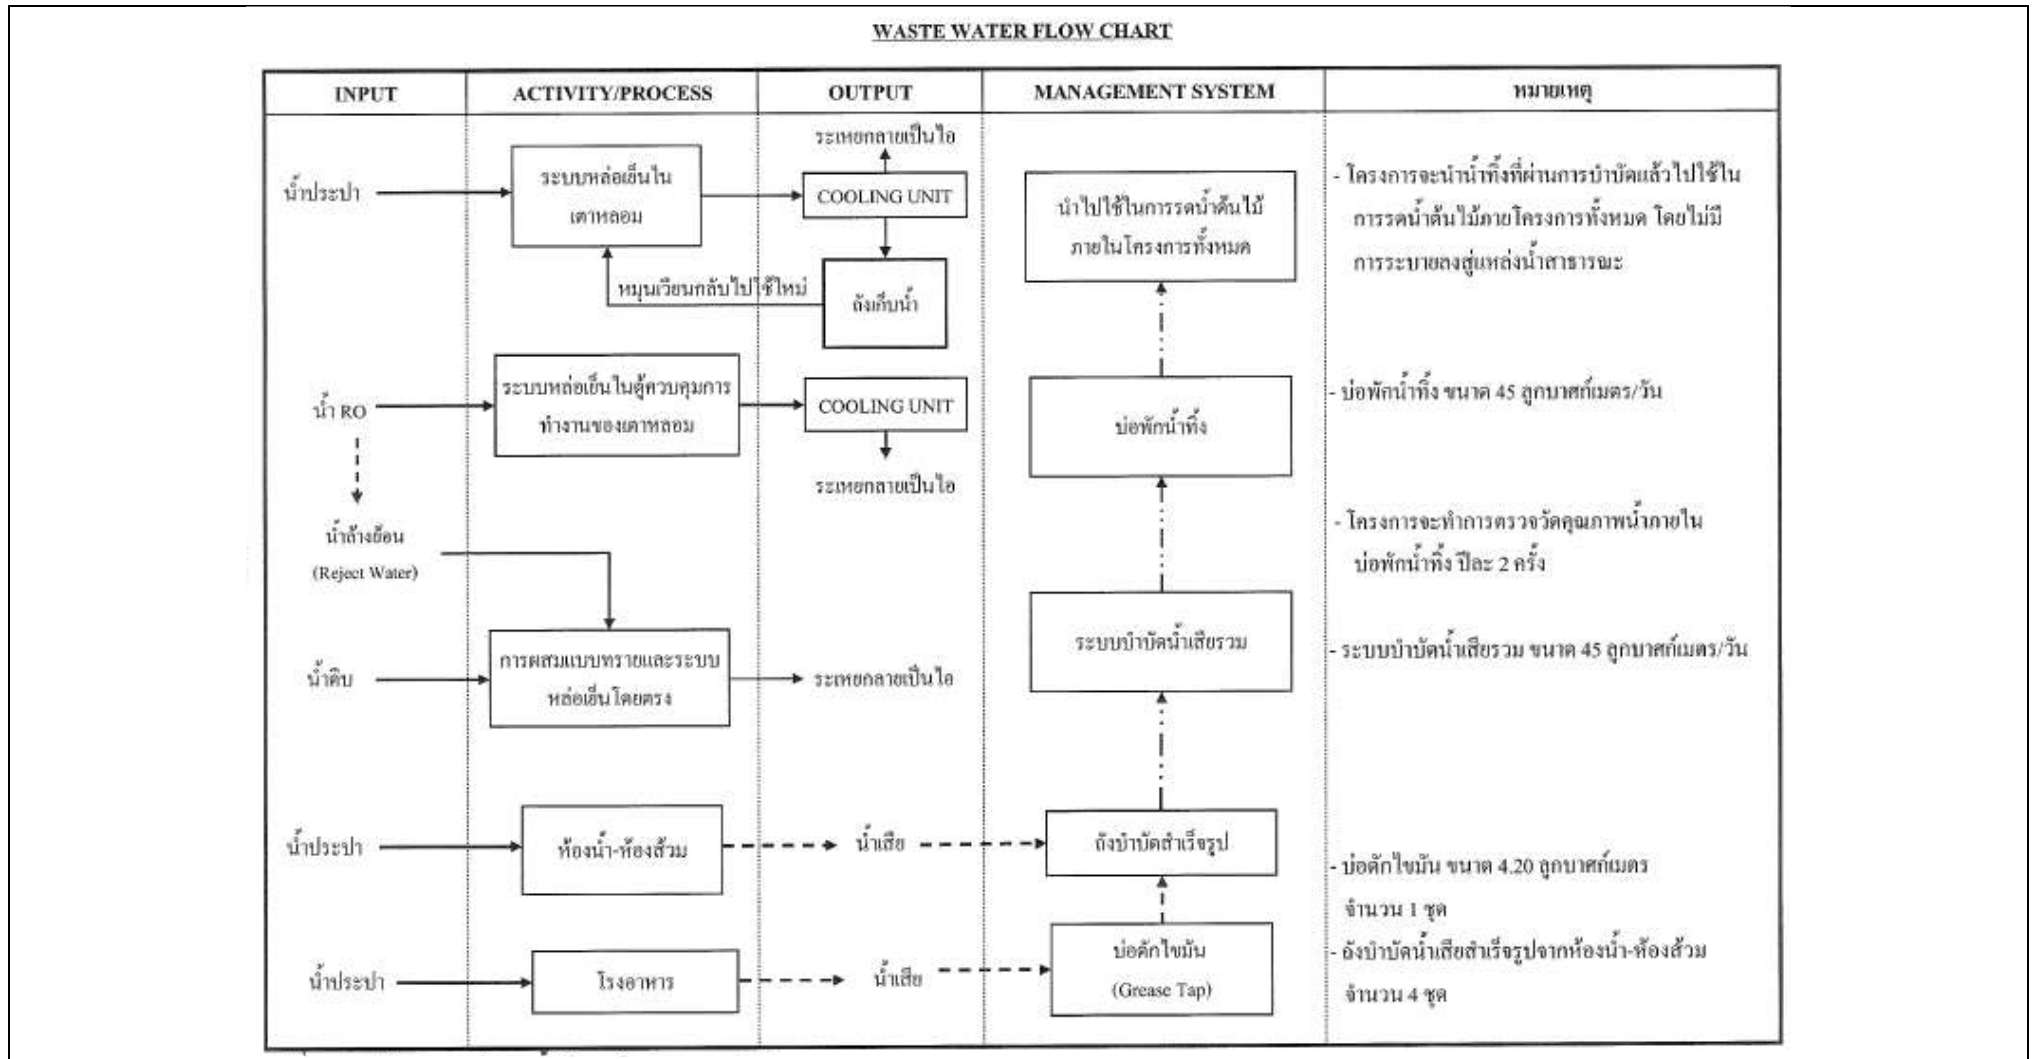 WASTE WATER FLOW CHART
INPUT
ACTIVITY/PROCESS
OUTPUT
MANAGEMENT SYSTEM
หมายเหตุ
น้ำประปา
ระบบหล่อเย็นใน
เตาหลอม
ระเหยกลายเป็นไอ
COOLING UNIT
ถังเก็บน้ำ
หมุนเวียนกลับไปใช้ใหม่
นำไปใช้ในการรดน้ำต้นไม้
ภายในโครงการทั้งหมด
- โครงการจะนำน้ำทิ้งที่ผ่านการบำบัดแล้วไปใช้ใน
การรดน้ำต้นไม้ภายโครงการทั้งหมด โดยไม่มี
การระบายลงสู่แหล่งน้ำสาธารณะ
น้ำ RO
ระบบหล่อเย็นในตู้ควบคุมการ
ทำงานของเตาหลอม
COOLING UNIT
ระเหยกลายเป็นไอ
บ่อพักน้ำทิ้ง
- บ่อพักน้ำทิ้ง ขนาด 45 ลูกบาศก์เมตร/วัน
น้ำล้างย้อน
(Reject Water)
- โครงการจะทำการตรวจวัดคุณภาพน้ำภายใน
บ่อพักน้ำทิ้ง ปีละ 2 ครั้ง
น้ำดิบ
การผสมแบบทรายและระบบ
หล่อเย็นโดยตรง
ระเหยกลายเป็นไอ
ระบบบำบัดน้ำเสียรวม
- ระบบบำบัดน้ำเสียรวม ขนาด 45 ลูกบาศก์เมตร/วัน
น้ำประปา
ห้องน้ำ-ห้องส้วม
น้ำเสีย
ถังบำบัดสำเร็จรูป
- บ่อดักไขมัน ขนาด 4.20 ลูกบาศก์เมตร
จำนวน 1 ชุด
น้ำประปา
โรงอาหาร
น้ำเสีย
บ่อดักไขมัน
(Grease Tap)
- ถังบำบัดน้ำเสียสำเร็จรูปจากห้องน้ำ-ห้องส้วม
จำนวน 4 ชุด